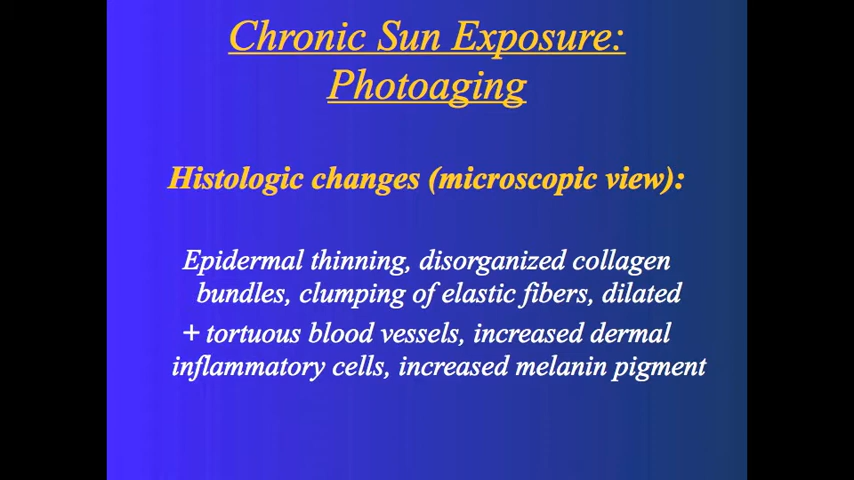 Chronic Sun Exposure:
Photoaging
Histologic changes (microscopic view):
Epidermal thinning, disorganized collagen
bundles, clumping of elastic fibers, dilated
+ tortuous blood vessels, increased dermal
inflammatory cells, increased melanin pigment